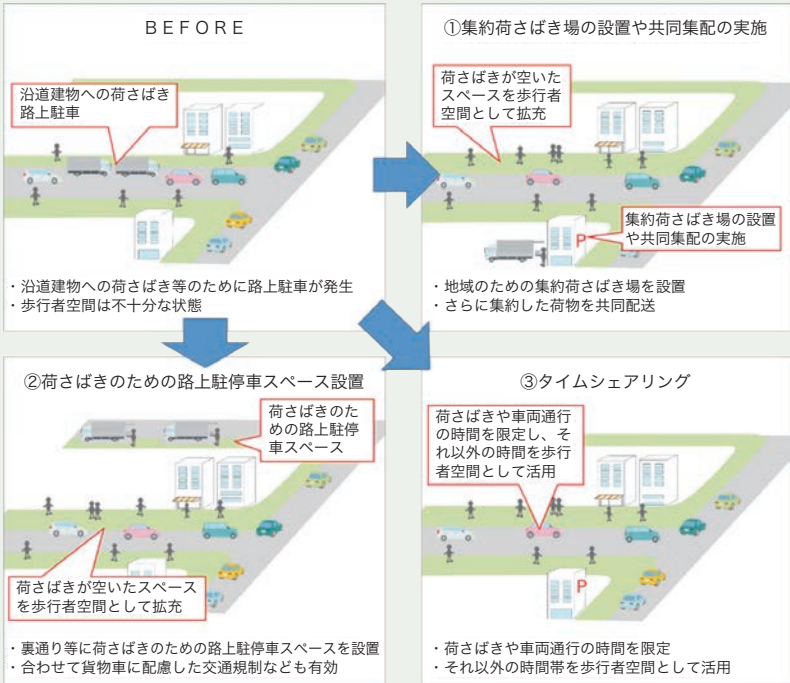 BEFORE
沿道建物への荷さばき
路上駐車
・沿道建物への荷さばき等のために路上駐車が発生
・歩行者空間は不十分な状態
①集約荷さばき場の設置や共同集配の実施
荷さばきが空いた
スペースを歩行者
空間として拡充
P
集約荷さばき場の設置
や共同集配の実施
・地域のための集約荷さばき場を設置
・さらに集約した荷物を共同配送
②荷さばきのための路上駐停車スペース設置
荷さばきのた
めの路上駐停
車スペース
荷さばきが空いたスペース
を歩行者空間として拡充
・裏通り等に荷さばきのための路上駐停車スペースを設置
・合わせて貨物車に配慮した交通規制なども有効
③タイムシェアリング
荷さばきや車両通行
の時間を限定し、そ
れ以外の時間を歩行
者空間として活用
P
・荷さばきや車両通行の時間を限定
・それ以外の時間帯を歩行者空間として活用